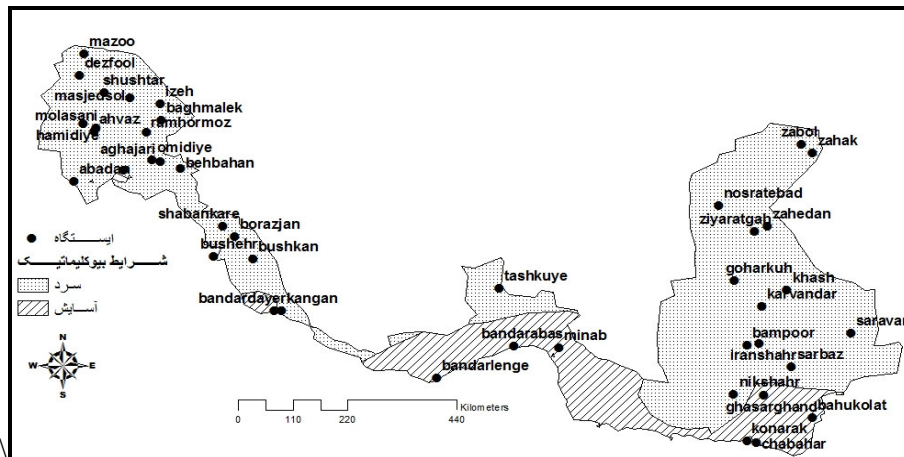 mazoo
dezfool
shushtar
masjedsol
izeh
baghmalek
molasani
ahvaz
ramhormoz
hamidiye
aghajari
omidiye
behbahan
abadan
zabol
zahak
nosratebad
ziyaratgah
zahedan
shabankare
borazjan
bushehr
bushkan
ایستگاه
شرایط بیوکلیماتیک
سرد
آسایش
goharkuh
khash
karvandar
tashkuye
bandardayerkangan
saravan
bandarabas
minab
bampoor
iranshahr
sarbaz
bandarlenge
nikshahr
ghasarghand
bahukolat
konarak
chabahar
N
W
E
S
Kilometers
0
110
220
440